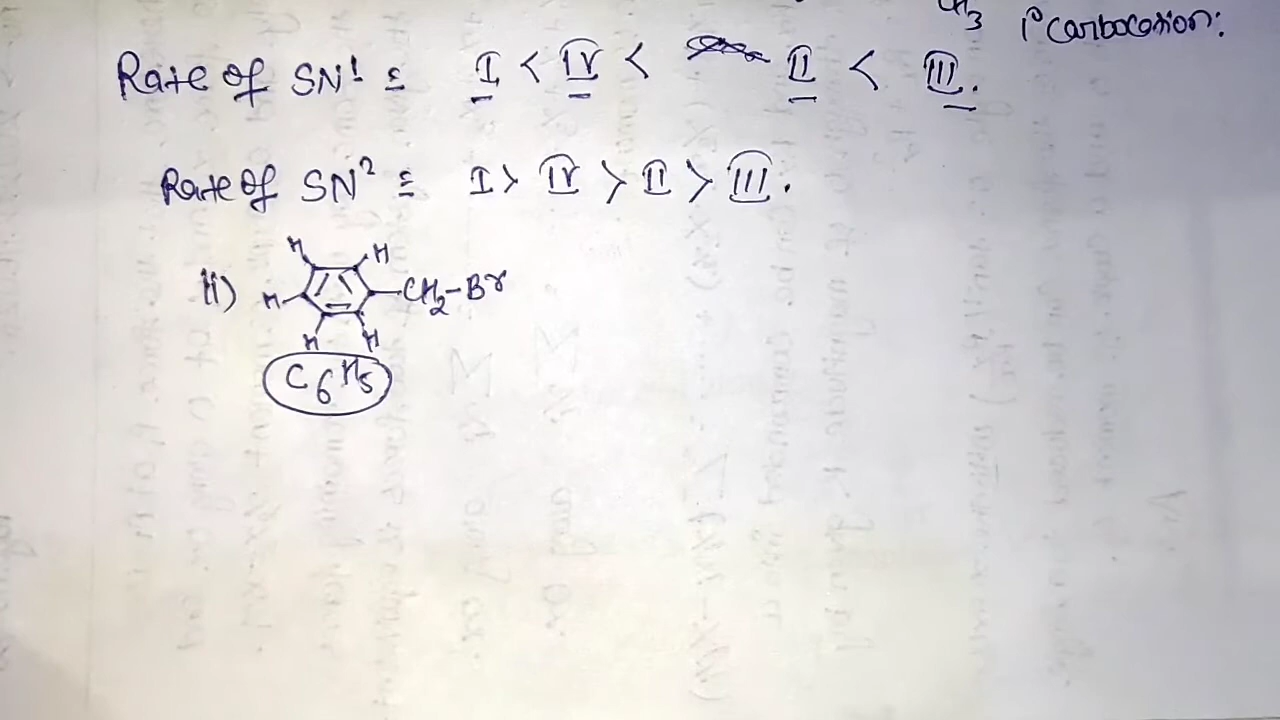 CH3 1° carbocation:
Rate of SN1 = I < IV < II < III.
Rate of SN2 = I > IV > II > III.
H H
ii) H CH2-Br
H H
C6H5